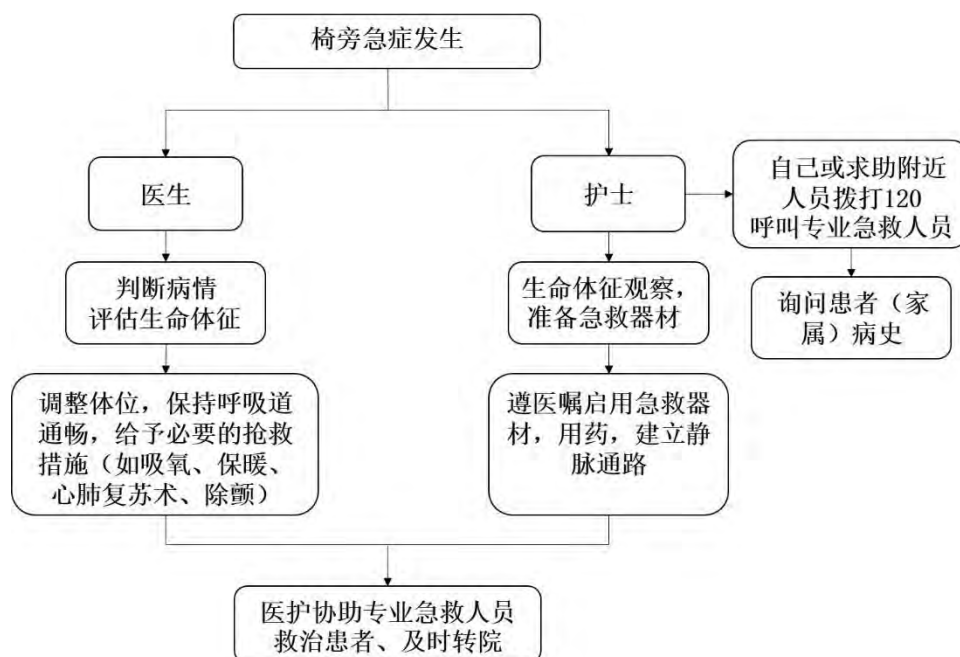 椅旁急症发生
医生
护士
自己或求助附近
人员拨打120
呼叫专业急救人员
判断病情
评估生命体征
生命体征观察，
准备急救器材
询问患者（家
属）病史
调整体位，保持呼吸道
通畅，给予必要的抢救
措施（如吸氧、保暖、
心肺复苏术、除颤）
遵医嘱启用急救器
材，用药，建立静
脉通路
医护协助专业急救人员
救治患者、及时转院